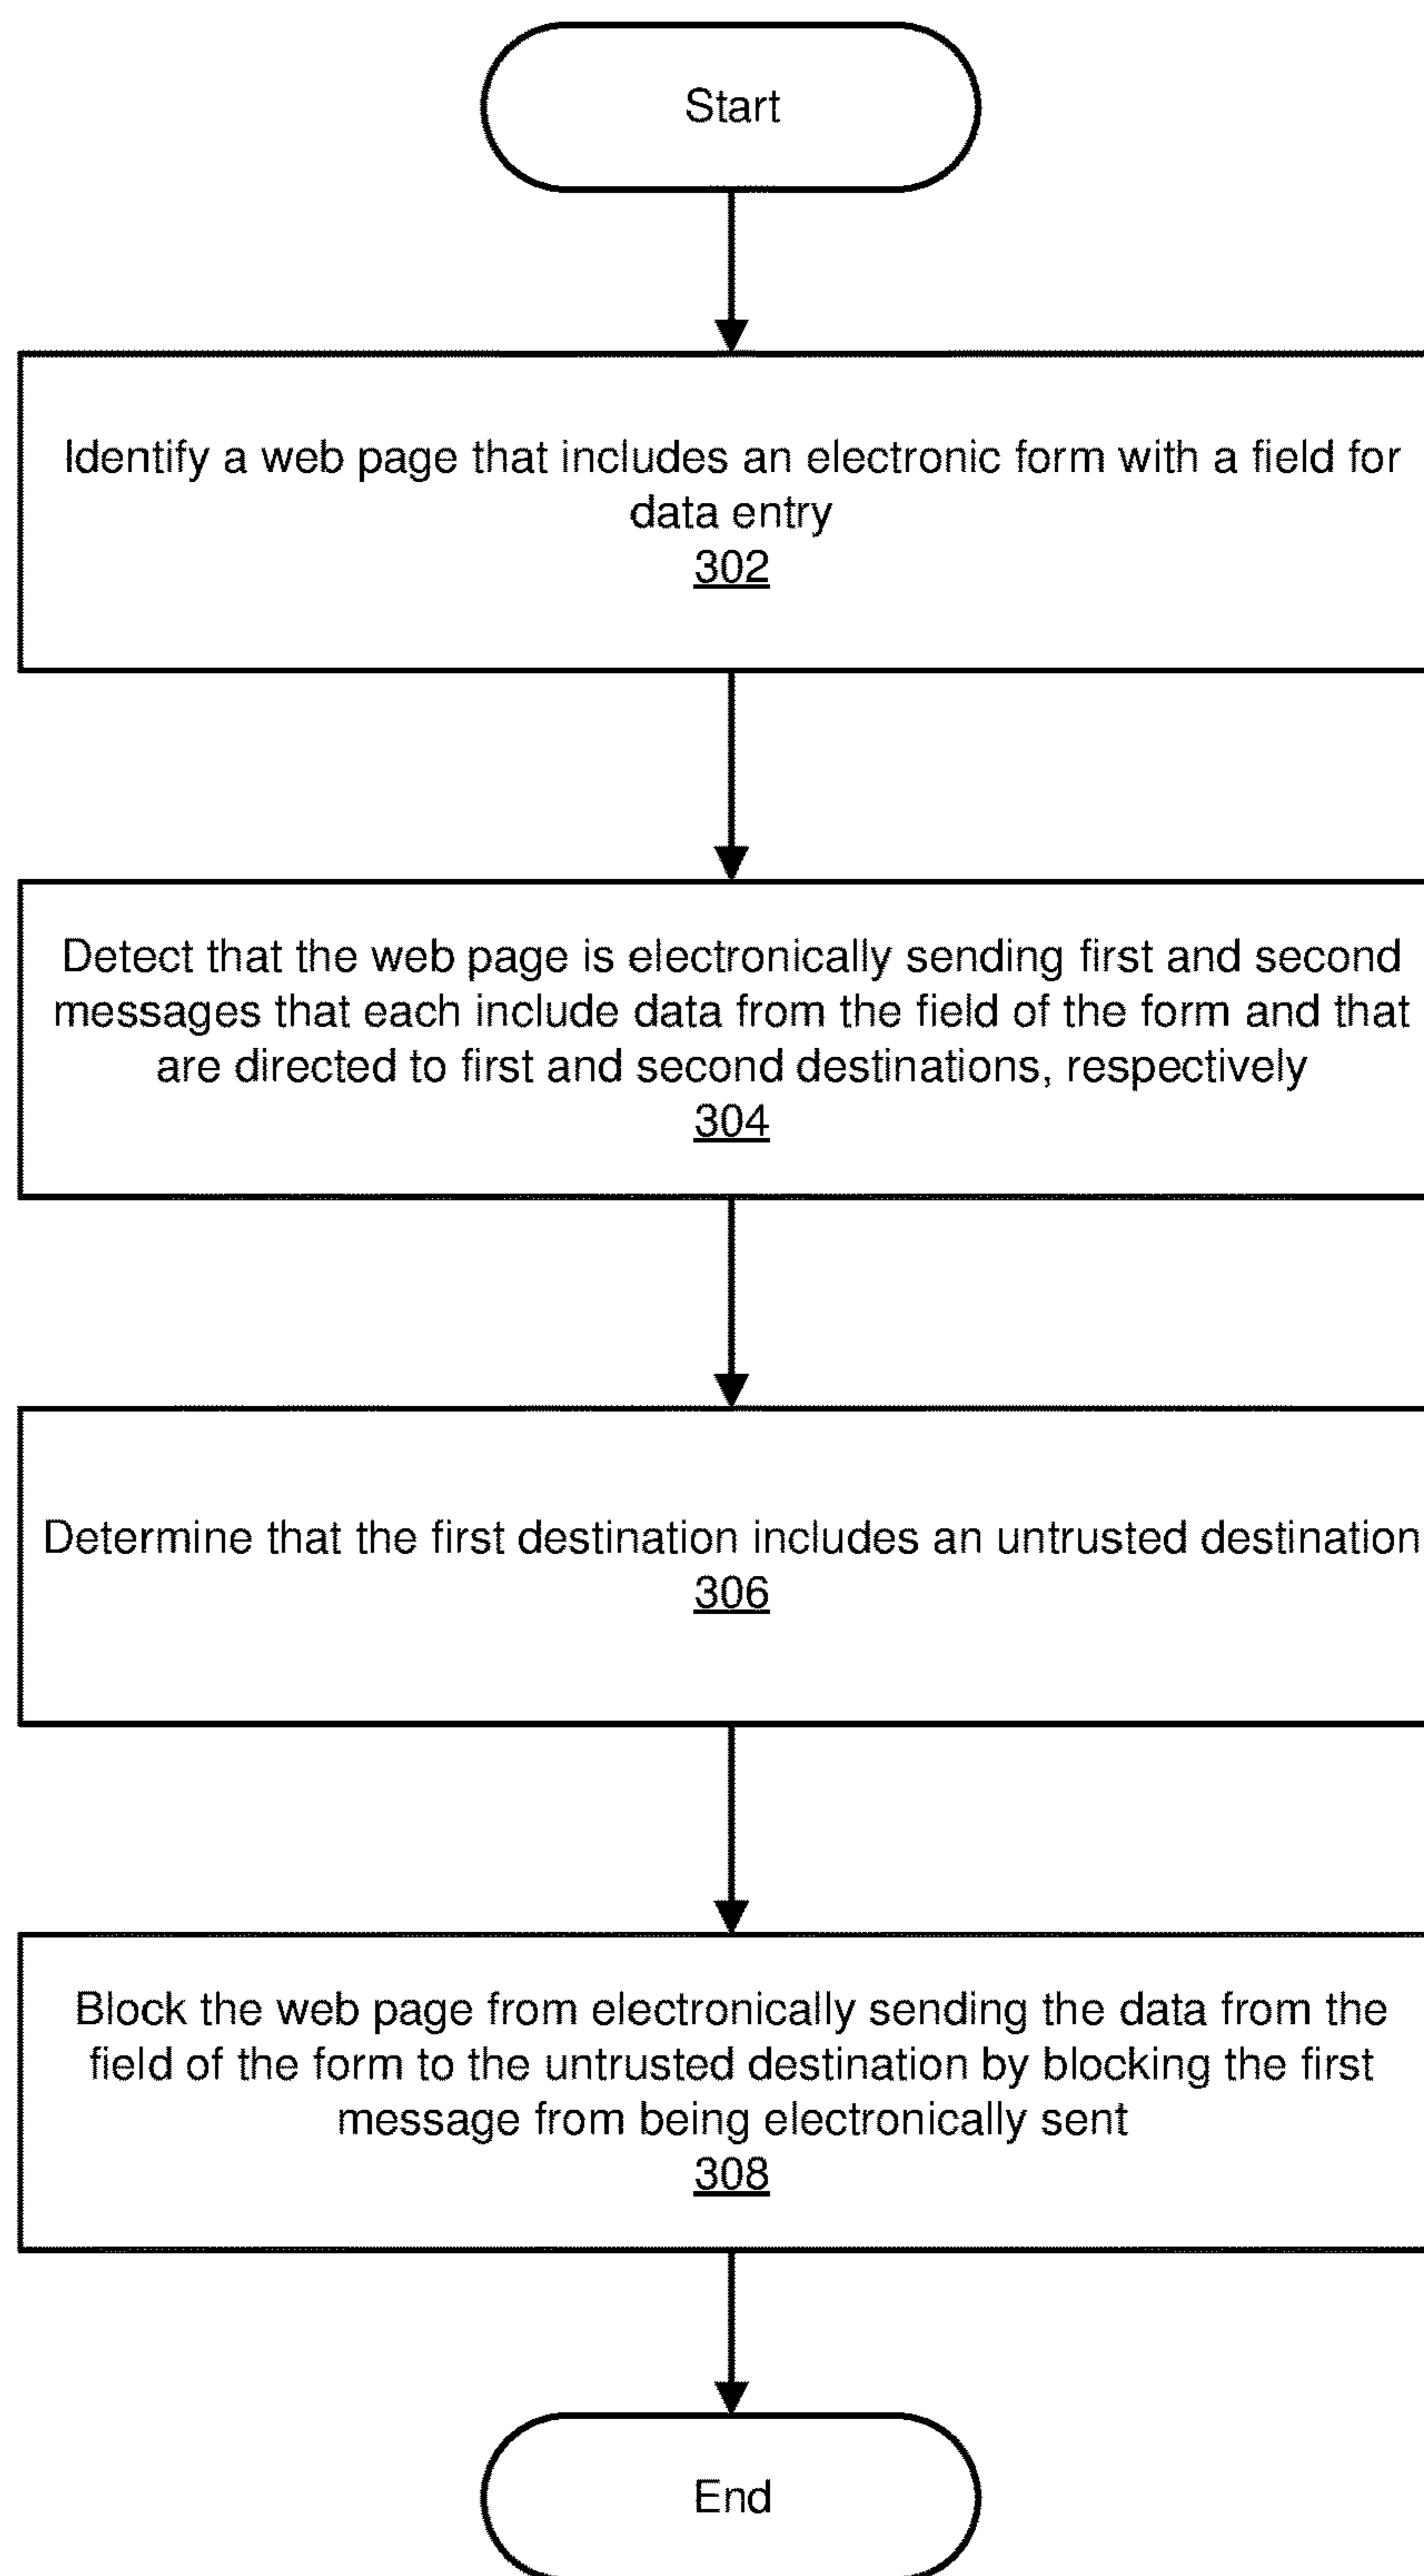 Start
Identify a web page that includes an electronic form with a field for
data entry
302
Detect that the web page is electronically sending first and second
messages that each include data from the field of the form and that
are directed to first and second destinations, respectively
304
Determine that the first destination includes an untrusted destination
306
Block the web page from electronically sending the data from the
field of the form to the untrusted destination by blocking the first
message from being electronically sent
308
End